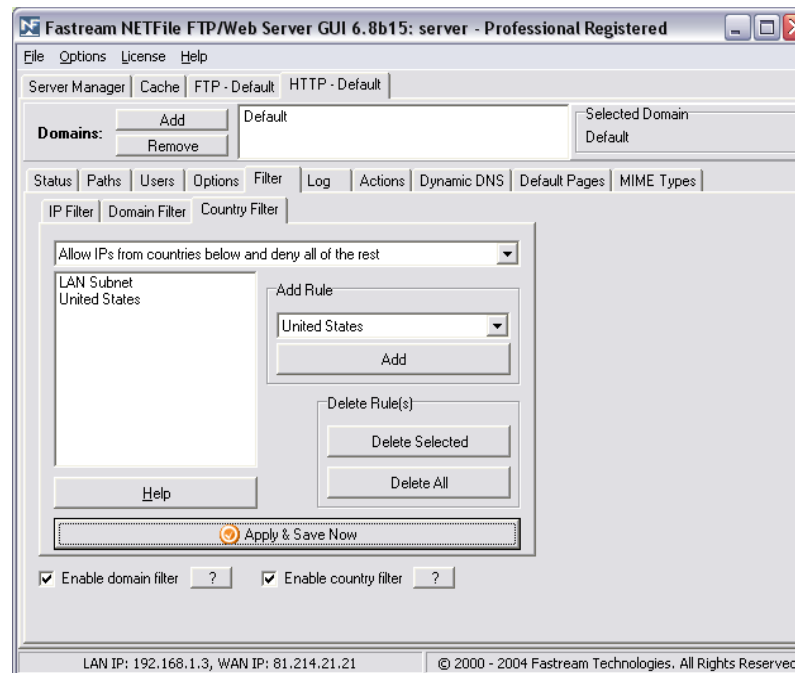 Fastream NETFile FTP/Web Server GUI 6.8b15: server - Professional Registered
File Options License Help
Server Manager Cache FTP - Default HTTP - Default
Domains:
Add
Remove
Default
Selected Domain
Default
Status Paths Users Options Filter Log Actions Dynamic DNS Default Pages MIME Types
IP Filter Domain Filter Country Filter
Allow IPs from countries below and deny all of the rest
LAN Subnet
United States
Add Rule
United States
Add
Delete Rule(s)
Delete Selected
Delete All
Help
Apply & Save Now
Enable domain filter ? Enable country filter ?
LAN IP: 192.168.1.3, WAN IP: 81.214.21.21 © 2000 - 2004 Fastream Technologies. All Rights Reserved